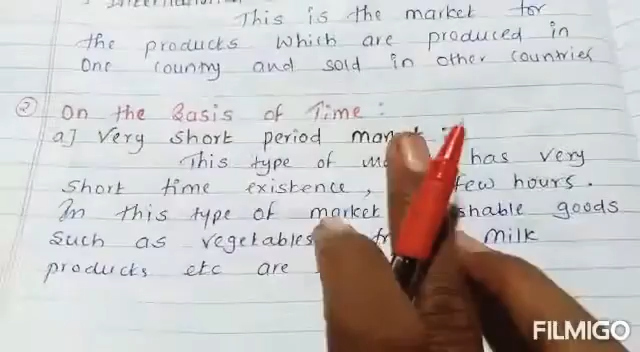 This is the market for
the products which are produced in
One country and sold in other countries
② On the Basis of Time :
a] Very short period
This type of has very
short time existence, few hours.
In this type of market goods
such as vegetables milk
products etc are
FILMIGO